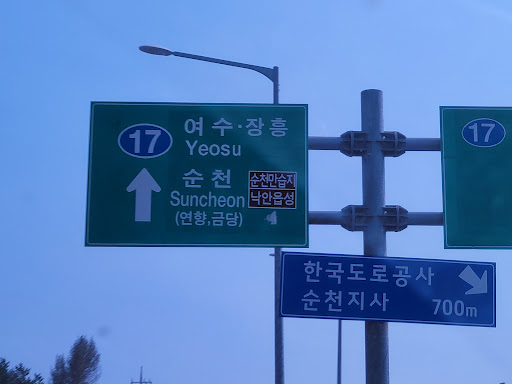 17
여수·장흥
Yeosu
순천
Suncheon
(연향,금당)
순천만습지
낙안읍성
17
한국도로공사
순천지사 700m